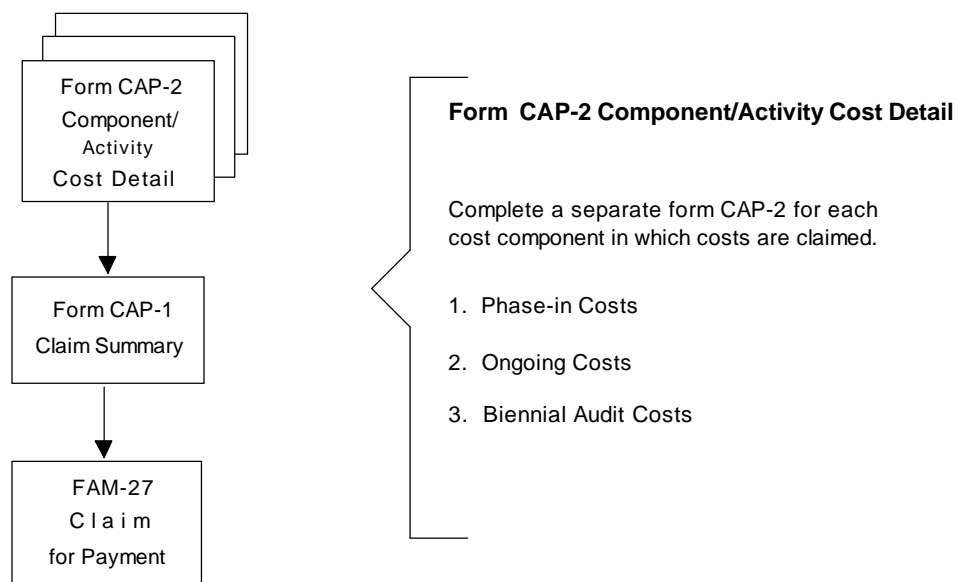 Form CAP-2
Component/
Activity
Cost Detail
Form CAP-1
Claim Summary
FAM-27
Claim
for Payment
Form CAP-2 Component/Activity Cost Detail
Complete a separate form CAP-2 for each
cost component in which costs are claimed.
1. Phase-in Costs
2. Ongoing Costs
3. Biennial Audit Costs